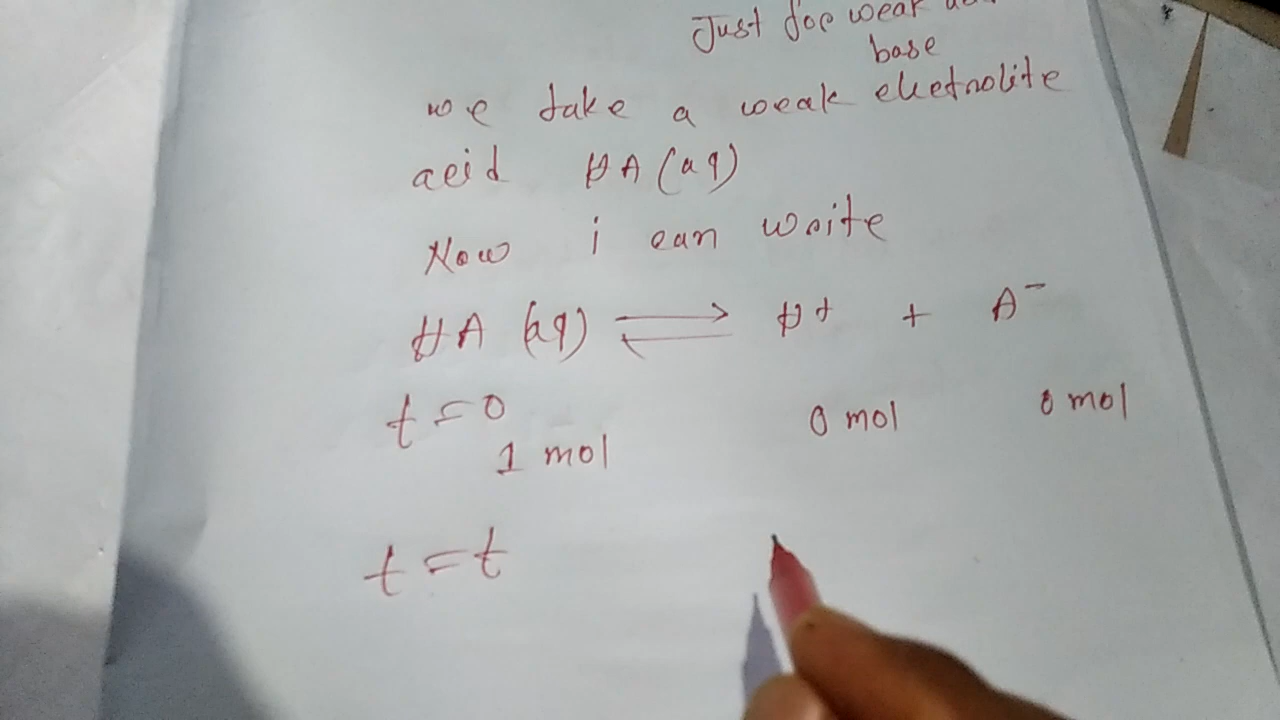 Just for weak
base
we take a weak eletnolite
acid HA (aq)
Now i can write
HA (aq) ⇌ H+ + A-
t = 0 0 mol 0 mol
1 mol
t = t